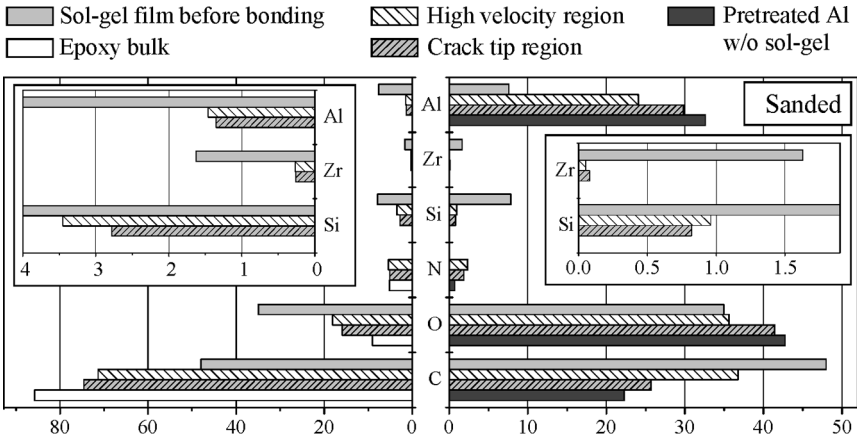 Sol-gel film before bonding
High velocity region
Pretreated Al
w/o sol-gel
Epoxy bulk
Crack tip region
Sanded
Al
Zr
Si
4 3 2 1 0
Al
Zr
Si
N
O
C
Zr
Si
0.0 0.5 1.0 1.5
80 60 40 20 0
0 10 20 30 40 50